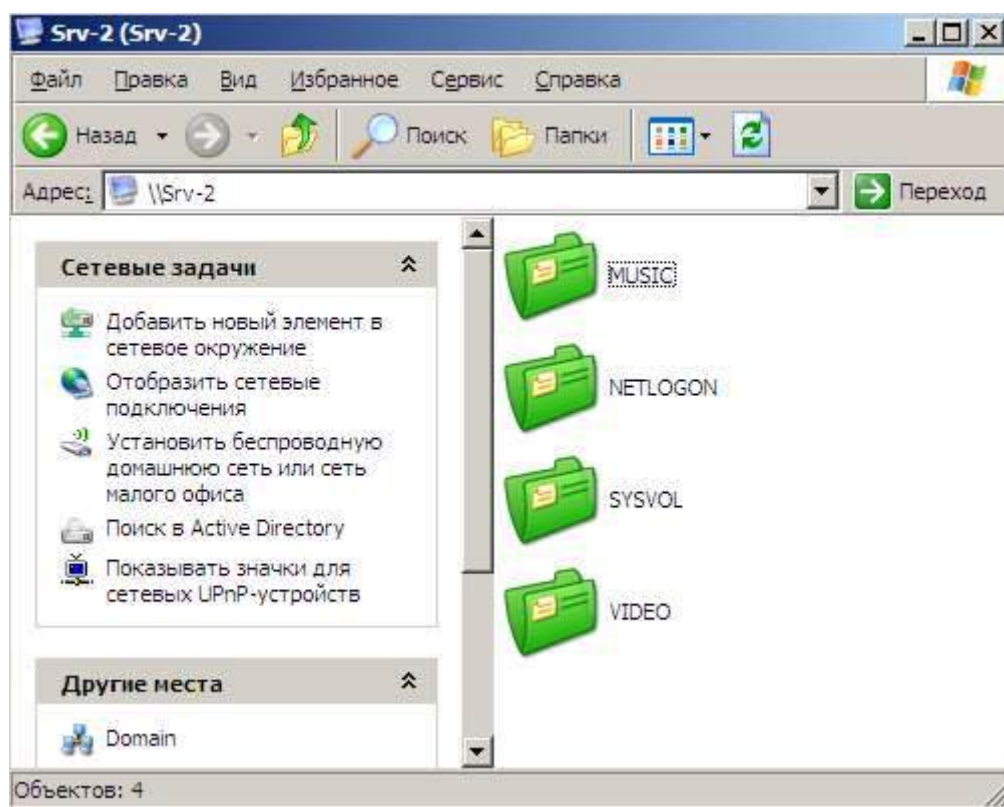 Srv-2 (Srv-2)
Файл Правка Вид Избранное Сервис Справка
Назад Поиск Папки
Адрес: \\Srv-2 Переход
Сетевые задачи
Добавить новый элемент в
сетевое окружение
Отобразить сетевые
подключения
Установить беспроводную
домашнюю сеть или сеть
малого офиса
Поиск в Active Directory
Показывать значки для
сетевых UPnP-устройств
Другие места
Domain
MUSIC
NETLOGON
SYSVOL
VIDEO
Объектов: 4